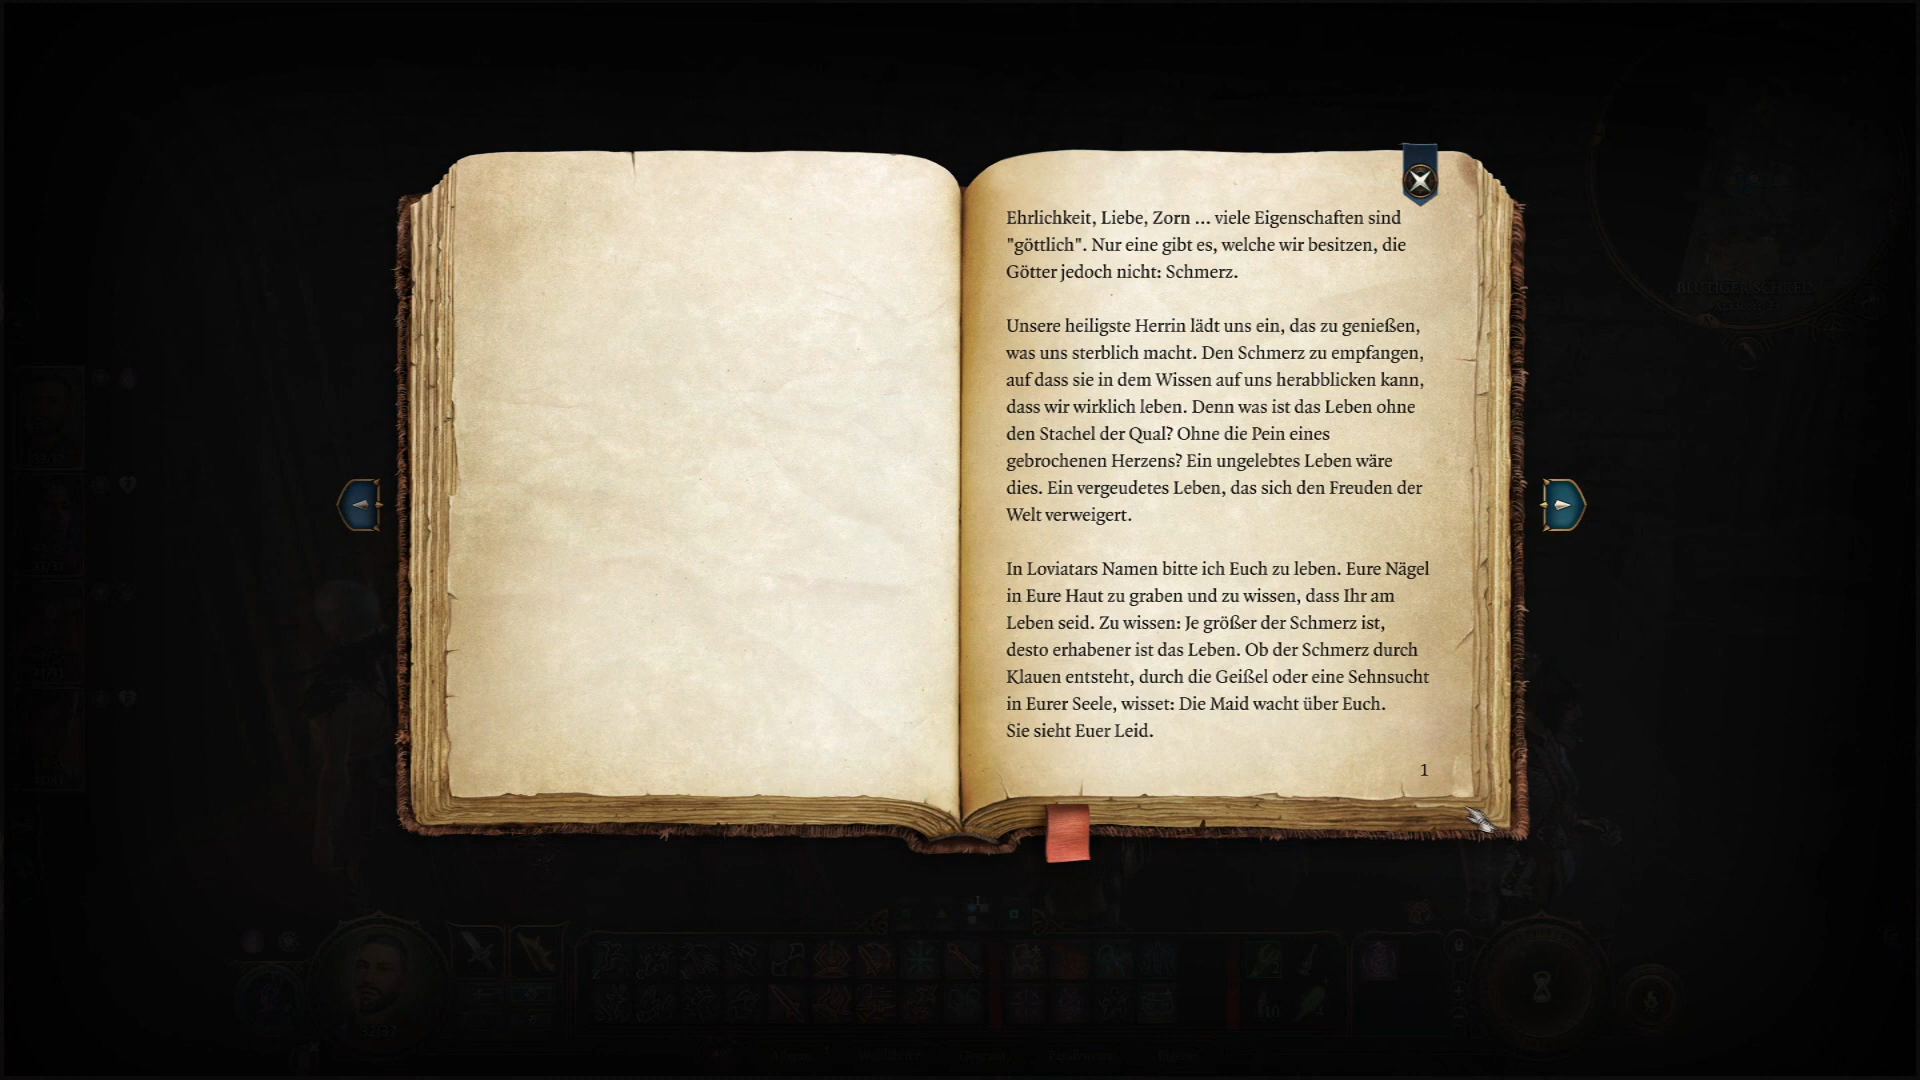 Ehrlichkeit, Liebe, Zorn ... viele Eigenschaften sind
"göttlich". Nur eine gibt es, welche wir besitzen, die
Götter jedoch nicht: Schmerz.
Unsere heiligste Herrin lädt uns ein, das zu genießen,
was uns sterblich macht. Den Schmerz zu empfangen,
auf dass sie in dem Wissen auf uns herabblicken kann,
dass wir wirklich leben. Denn was ist das Leben ohne
den Stachel der Qual? Ohne die Pein eines
gebrochenen Herzens? Ein ungelebtes Leben wäre
dies. Ein vergeudetes Leben, das sich den Freuden der
Welt verweigert.
In Loviatars Namen bitte ich Euch zu leben. Eure Nägel
in Eure Haut zu graben und zu wissen, dass Ihr am
Leben seid. Zu wissen: Je größer der Schmerz ist,
desto erhabener ist das Leben. Ob der Schmerz durch
Klauen entsteht, durch die Geißel oder eine Sehnsucht
in Eurer Seele, wisset: Die Maid wacht über Euch.
Sie sieht Euer Leid.
1